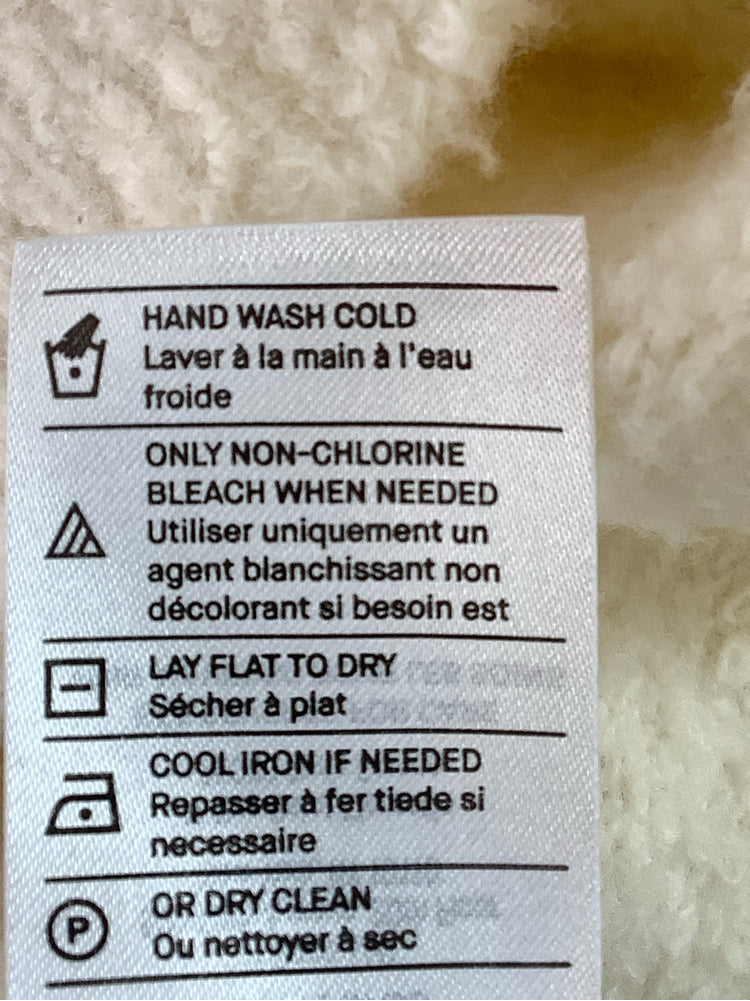 HAND WASH COLD
Laver à la main à l'eau
froide
ONLY NON-CHLORINE
BLEACH WHEN NEEDED
Utiliser uniquement un
agent blanchissant non
décolorant si besoin est
LAY FLAT TO DRY
Sécher à plat
COOL IRON IF NEEDED
Repasser à fer tiede si
necessaire
P
OR DRY CLEAN
Ou nettoyer à sec